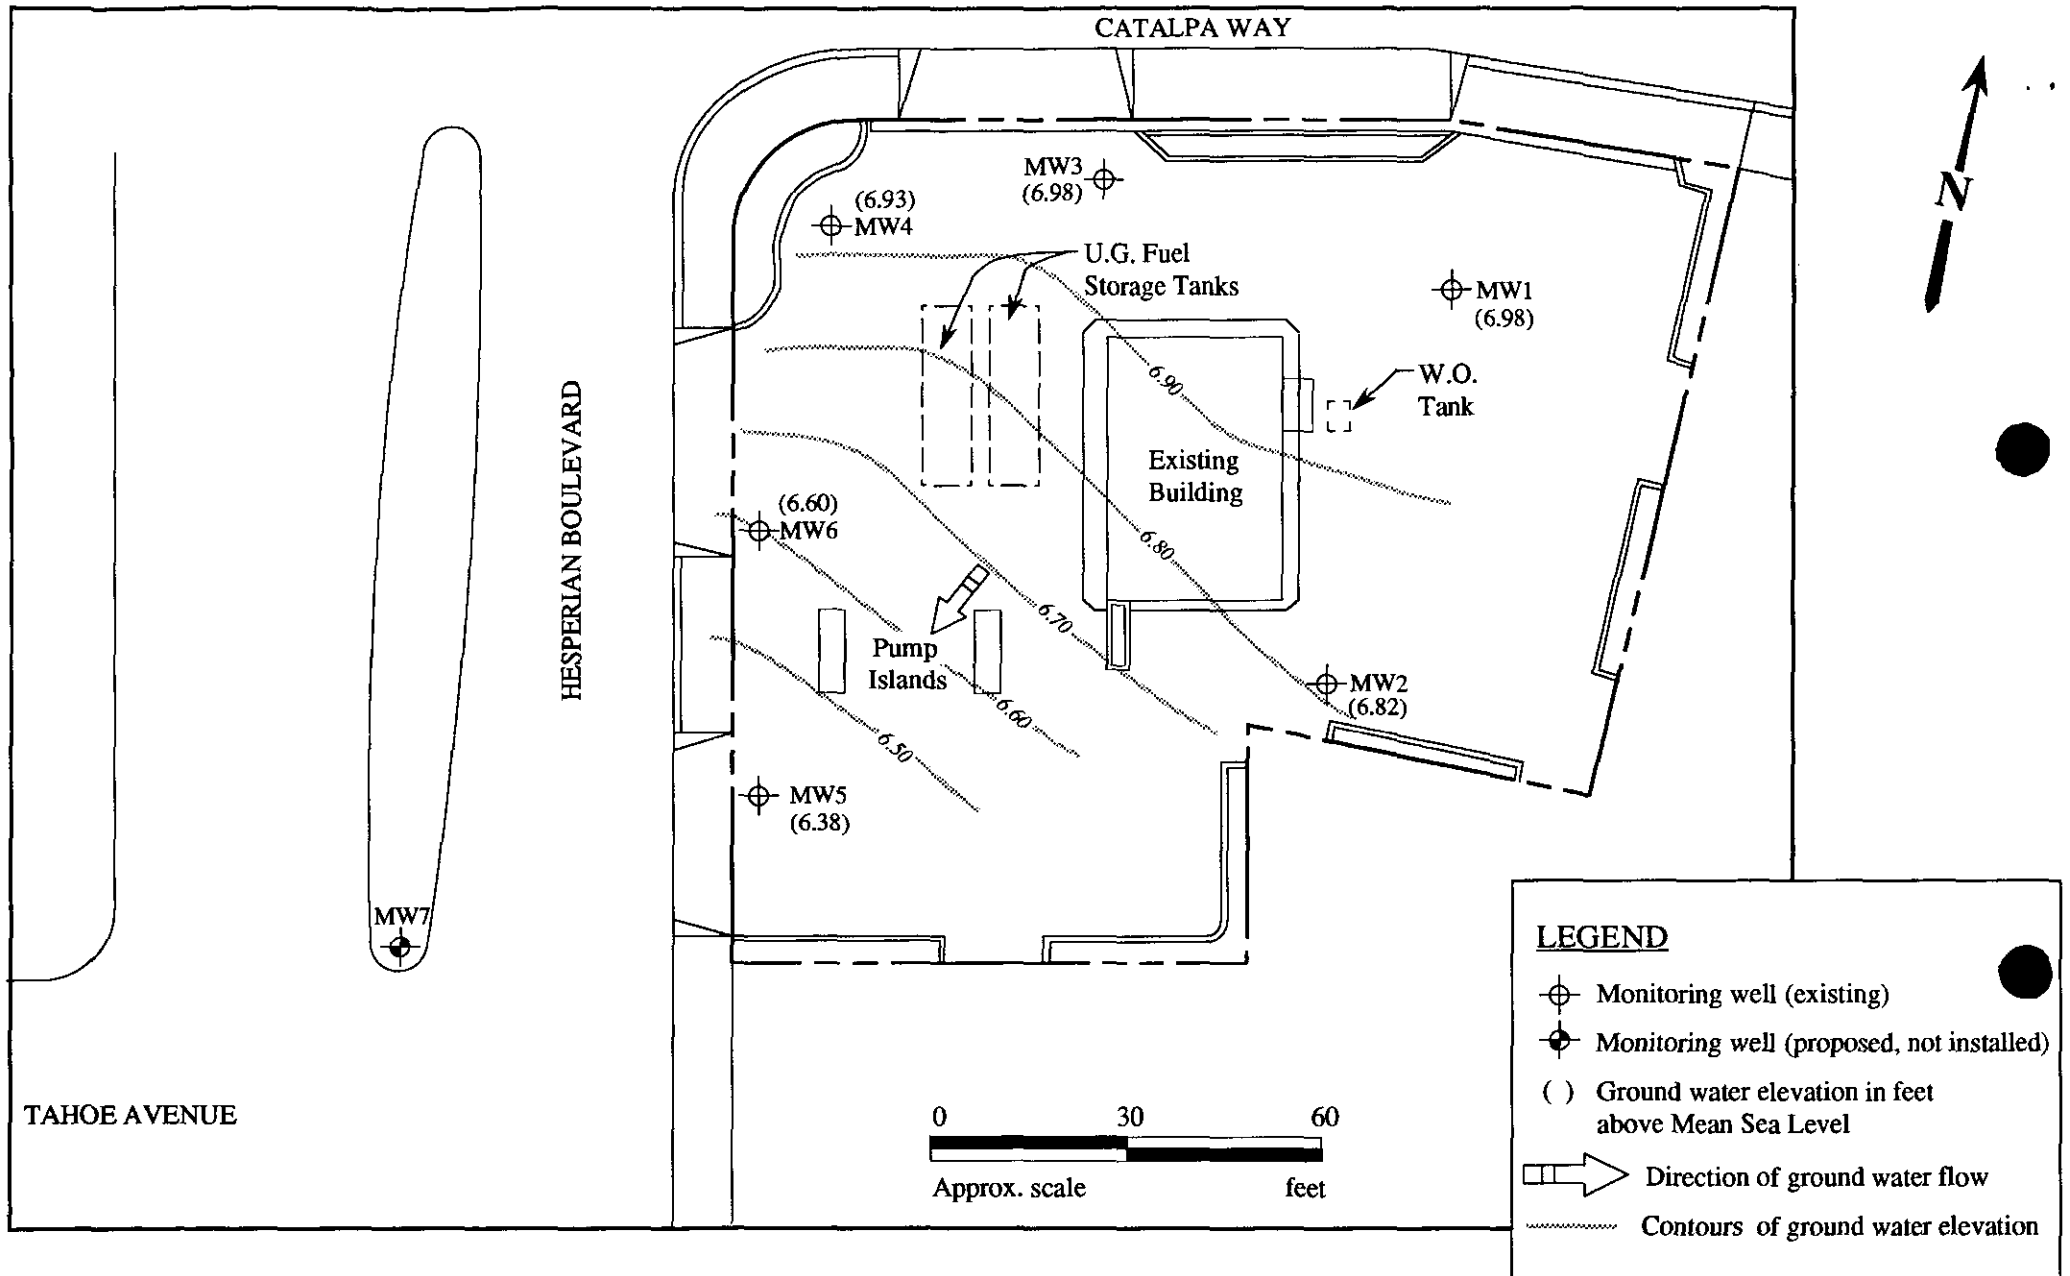 CATALPA WAY
N
MW3
(6.98)
(6.93)
MW4
U.G. Fuel
Storage Tanks
MW1
(6.98)
6.90
W.O.
Tank
HESPERIAN BOULEVARD
Existing
Building
(6.60)
MW6
6.80
6.70
Pump
Islands
MW2
(6.82)
6.60
6.50
MW5
(6.38)
MW7
LEGEND
Monitoring well (existing)
Monitoring well (proposed, not installed)
( ) Ground water elevation in feet
above Mean Sea Level
Direction of ground water flow
Contours of ground water elevation
TAHOE AVENUE
0 30 60
Approx. scale feet